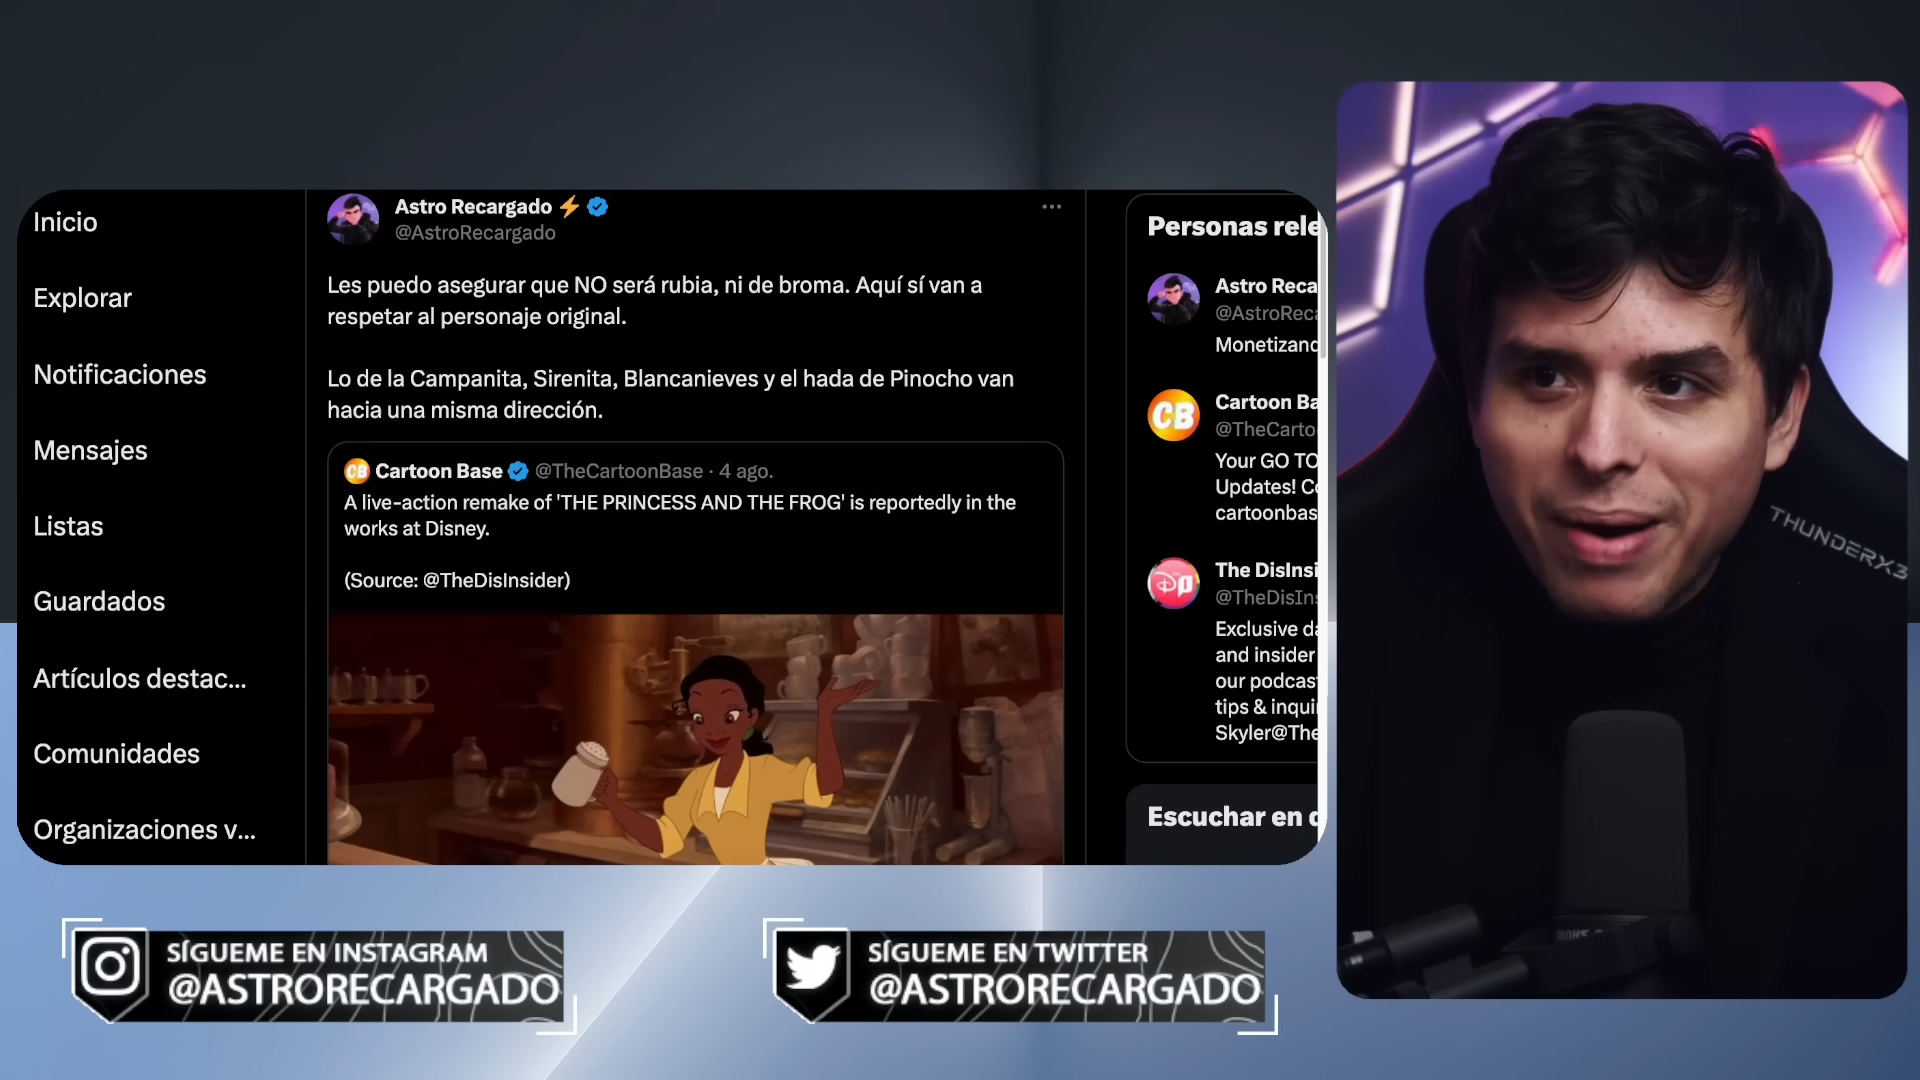 Inicio
Explorar
Notificaciones
Mensajes
Listas
Guardados
Artículos destac...
Comunidades
Organizaciones v...
Astro Recargado⚡
@AstroRecargado
Les puedo asegurar que NO será rubia, ni de broma. Aquí sí van a
respetar al personaje original.
Lo de la Campanita, Sirenita, Blancanieves y el hada de Pinocho van
hacia una misma dirección.
CB Cartoon Base @TheCartoonBase · 4 ago.
A live-action remake of 'THE PRINCESS AND THE FROG' is reportedly in the
works at Disney.
(Source: @TheDisInsider)
Personas rele
Astro Reca
@AstroReca
Monetizand
CB
Cartoon Ba
@TheCarto
Your GO TO
Updates! Co
cartoonbas
The DisInsi
@TheDisIns
Exclusive da
and insider
our podcast
tips & inqui
Skyler@The
Escuchar en d
THUNDERX3
SÍGUEME EN INSTAGRAM
@ASTRORECARGADO
SÍGUEME EN TWITTER
@ASTRORECARGADO